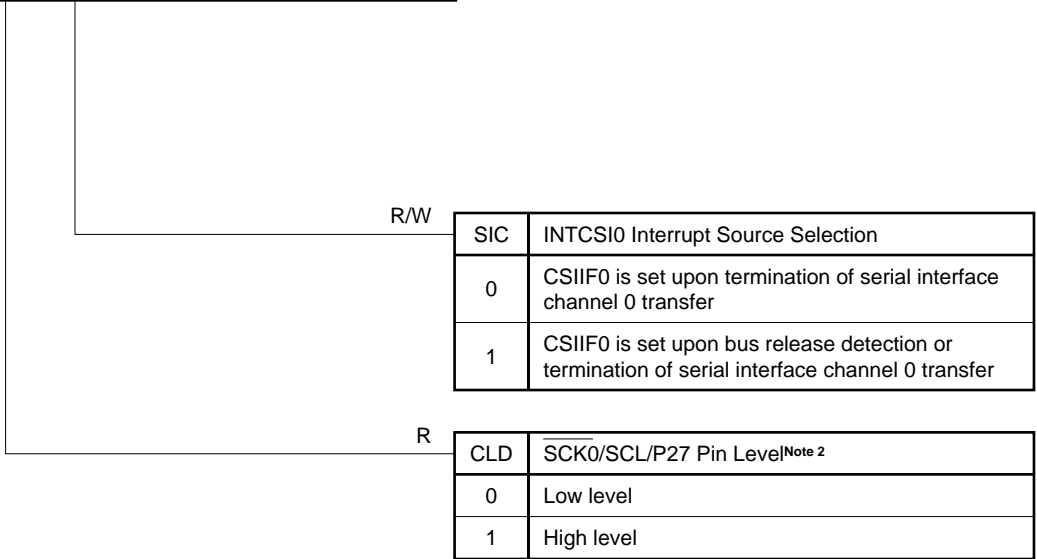 R/W
SIC INTCSI0 Interrupt Source Selection
0 CSIIF0 is set upon termination of serial interface
channel 0 transfer
1 CSIIF0 is set upon bus release detection or
termination of serial interface channel 0 transfer
R
CLD S̅C̅K̅0̅/SCL/P27 Pin LevelNote 2
0 Low level
1 High level